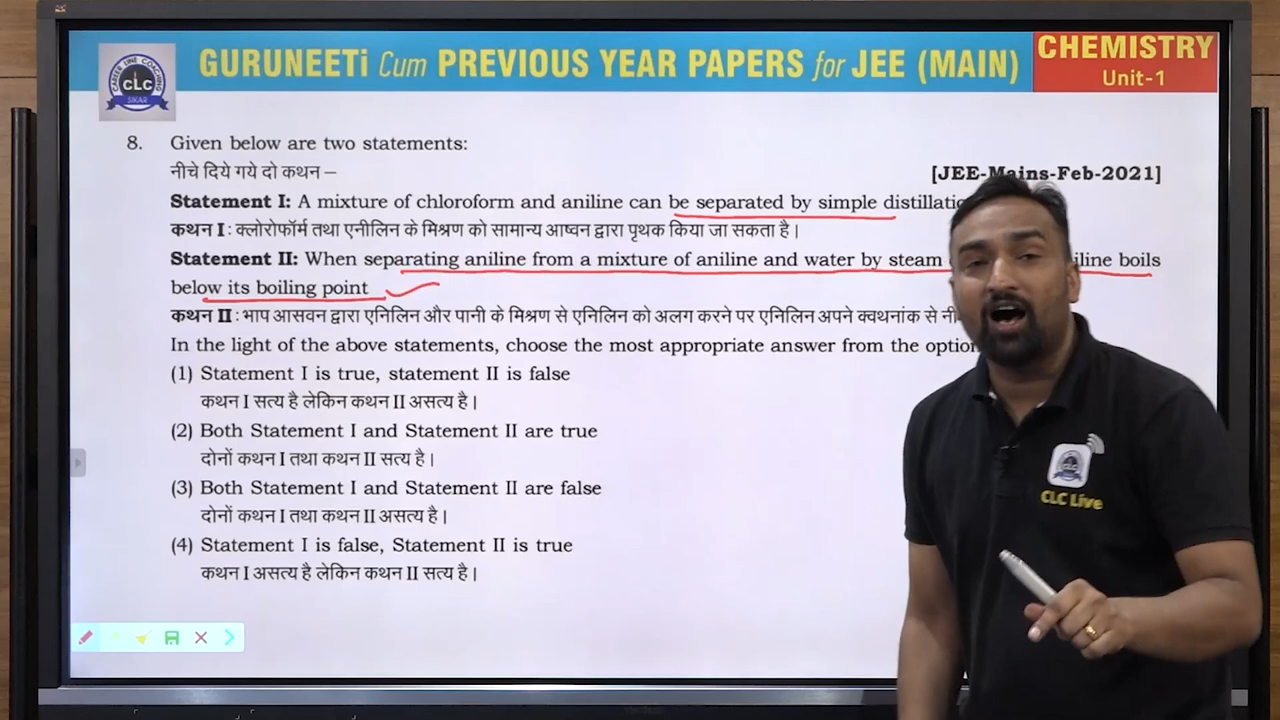 GURUNEETi Cum PREVIOUS YEAR PAPERS for JEE (MAIN)
CHEMISTRY
Unit-1
CAREER LINE COACHING
CLC
SIKAR
8. Given below are two statements:
नीचे दिये गये दो कथन –
[JEE-Mains-Feb-2021]
Statement I: A mixture of chloroform and aniline can be separated by simple
कथन I : क्लोरोफॉर्म तथा एनीलिन के मिश्रण को सामान्य आष्वन द्वारा पृथक किया जा सकता है।
Statement II: When separating aniline from a mixture of aniline and water by steam boils
below its boiling point
कथन II : भाप आसवन द्वारा एनिलिन और पानी के मिश्रण से एनिलिन को अलग करने पर एनिलिन अपने क्वथनांक से
In the light of the above statements, choose the most appropriate answer from the
(1) Statement I is true, statement II is false
कथन I सत्य है लेकिन कथन II असत्य है।
(2) Both Statement I and Statement II are true
दोनों कथन I तथा कथन II सत्य है।
(3) Both Statement I and Statement II are false
दोनों कथन I तथा कथन II असत्य है।
(4) Statement I is false, Statement II is true
कथन I असत्य है लेकिन कथन II सत्य है।
CLC
CLC Live